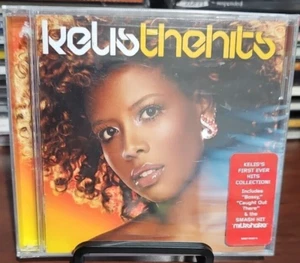 kelisthehits
KELIS'S
FIRST EVER
HITS
COLLECTION!
Includes
"Bossy,"
"Caught Out
There"
& the
SMASH HIT
"Milkshake"